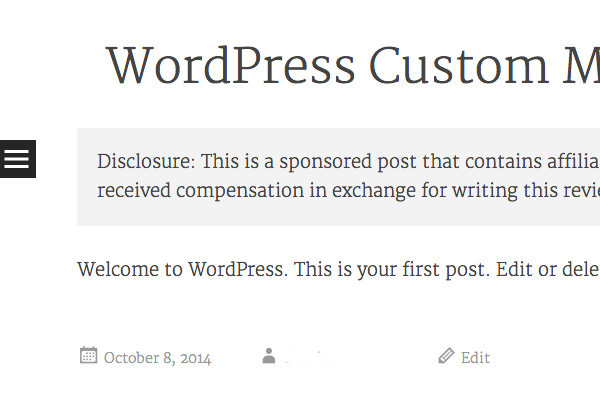 WordPress Custom M
Disclosure: This is a sponsored post that contains affilia
received compensation in exchange for writing this revie
Welcome to WordPress. This is your first post. Edit or dele
October 8, 2014 Edit